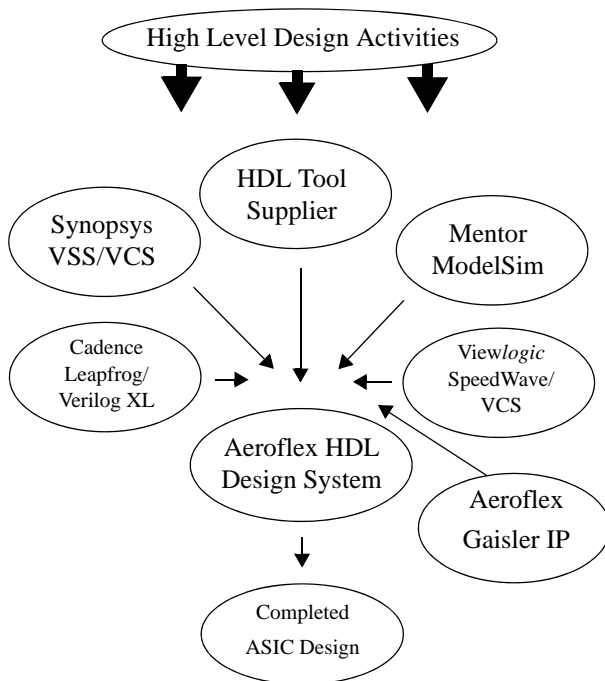 High Level Design Activities
HDL Tool
Supplier
Synopsys
VSS/VCS
Mentor
ModelSim
Cadence
Leapfrog/
Verilog XL
Viewlogic
SpeedWave/
VCS
Aeroflex HDL
Design System
Aeroflex
Gaisler IP
Completed
ASIC Design